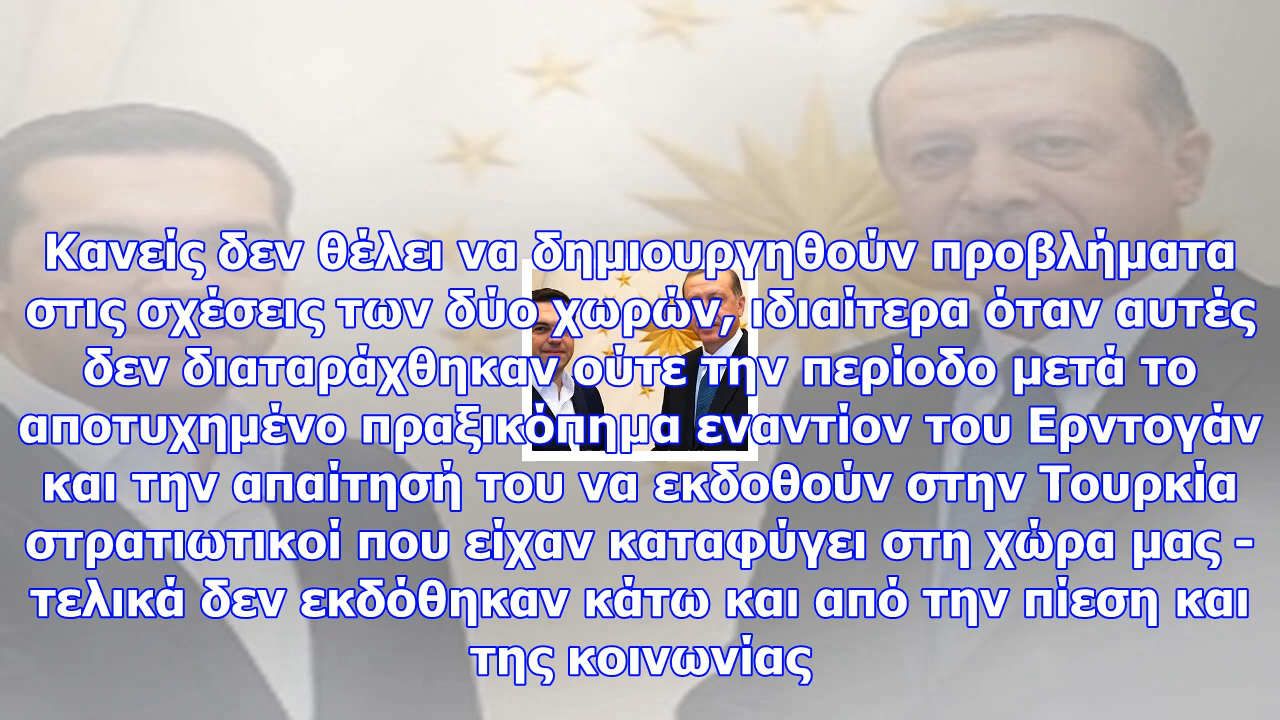 Κανείς δεν θέλει να δημιουργηθούν προβλήματα
στις σχέσεις των δύο χωρών, ιδιαίτερα όταν αυτές
δεν διαταράχθηκαν ούτε την περίοδο μετά το
αποτυχημένο πραξικόπημα εναντίον του Ερντογάν
και την απαίτησή του να εκδοθούν στην Τουρκία
στρατιωτικοί που είχαν καταφύγει στη χώρα μας -
τελικά δεν εκδόθηκαν κάτω και από την πίεση και
της κοινωνίας